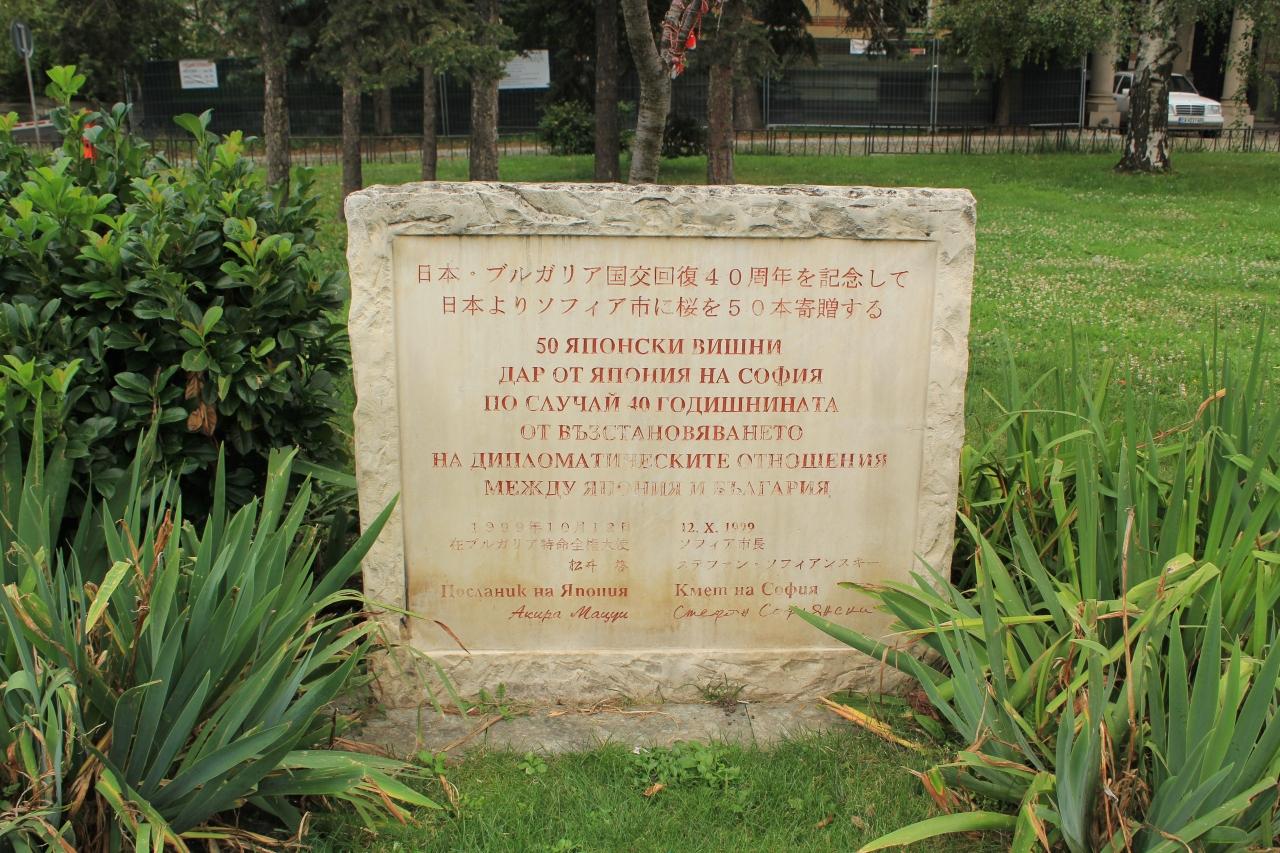 日本・ブルガリア国交回復４０周年を記念して
日本よりソフィア市に桜を５０本寄贈する
50 ЯПОНСКИ ВИШНИ
ДАР ОТ ЯПОНИЯ НА СОФИЯ
ПО СЛУЧАЙ 40 ГОДИШНИНАТА
ОТ ВЪЗСТАНОВЯВАНЕТО
НА ДИПЛОМАТИЧЕСКИТЕ ОТНОШЕНИЯ
МЕЖДУ ЯПОНИЯ И БЪЛГАРИЯ
１９９９年１０月１２日
在ブルガリア特命全権大使
松井 啓
Посланик на Япония
Акира Мацуи
12. X. 1999
ソフィア市長
ステファン・ソフィアンスキー
Кмет на София
Стефан Софиянски